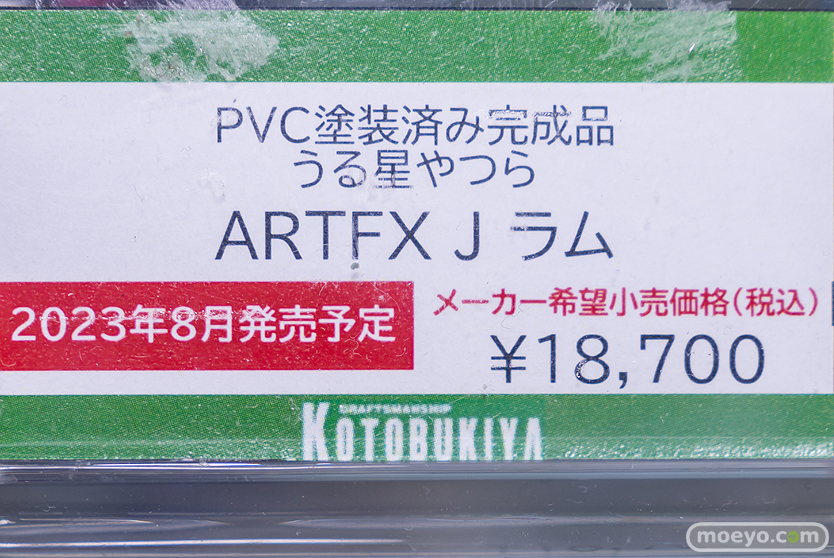 PVC塗装済み完成品
うる星やつら
ARTFX J ラム
2023年8月発売予定
メーカー希望小売価格(税込)
¥18,700
CRAFTSMANSHIP
KOTOBUKIYA
moeyo.com